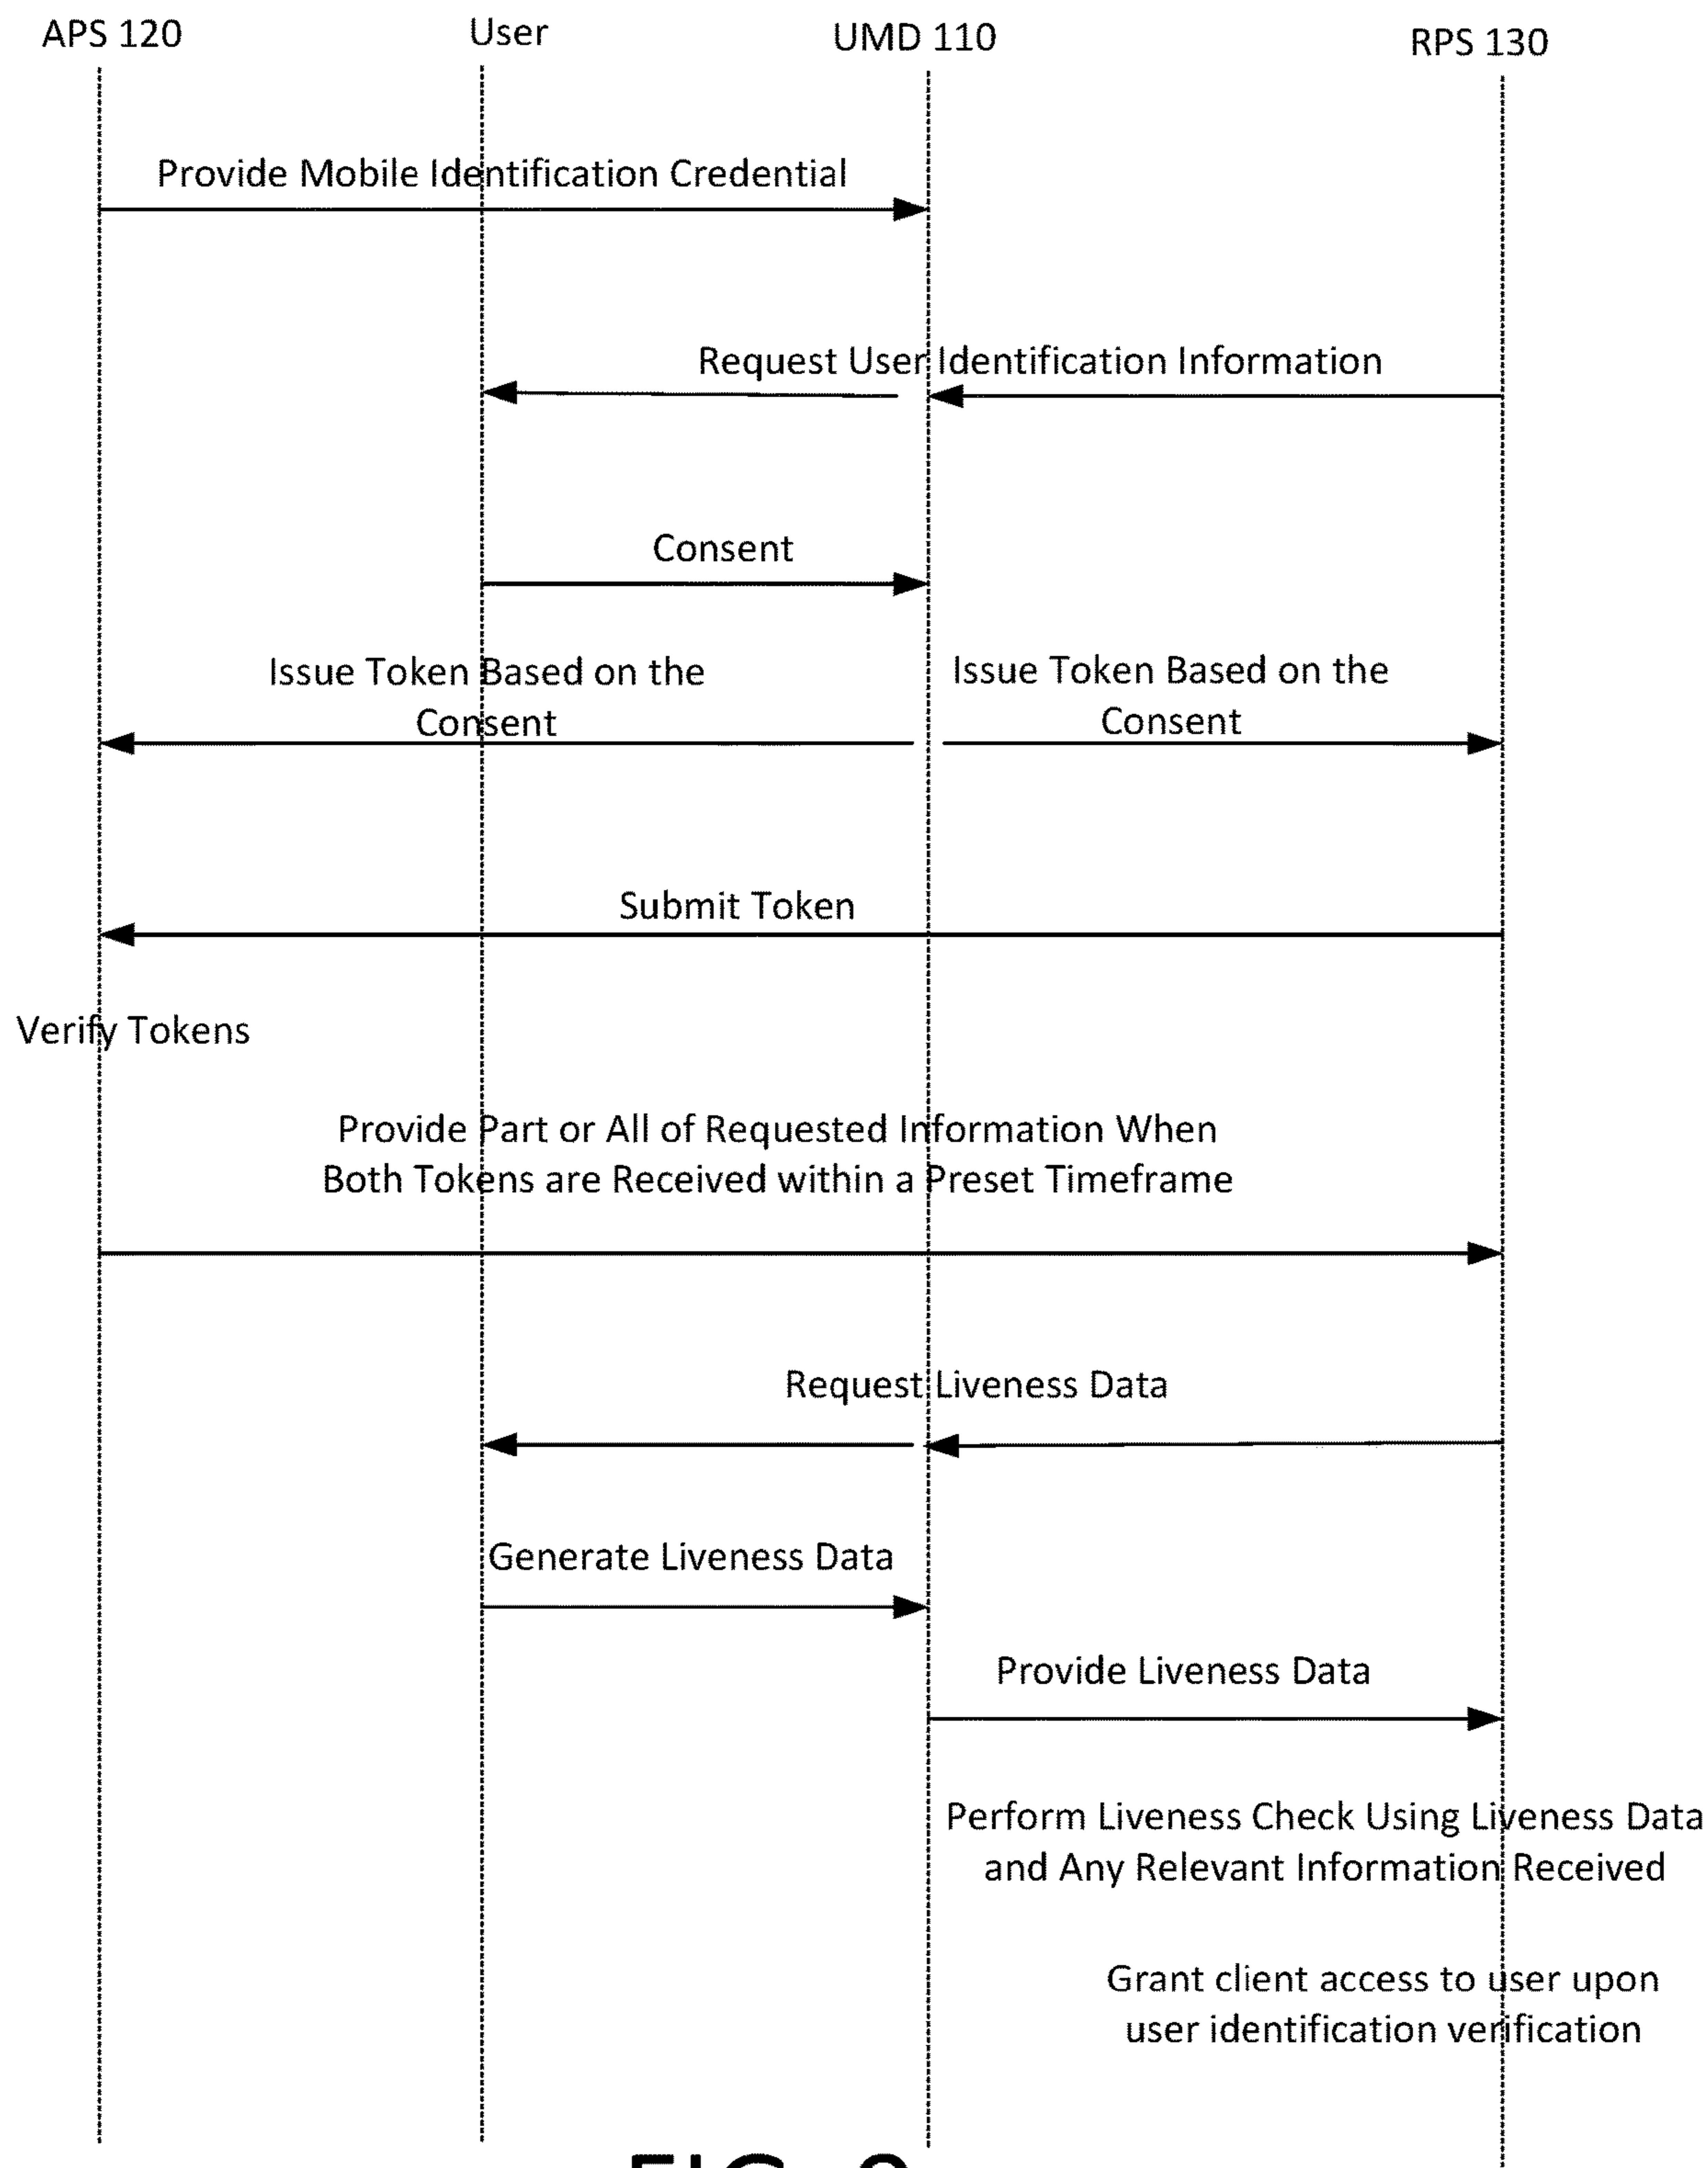 APS 120
User
UMD 110
RPS 130
Provide Mobile Identification Credential
Request User Identification Information
Consent
Issue Token Based on the
Consent
Issue Token Based on the
Consent
Submit Token
Verify Tokens
Provide Part or All of Requested Information When
Both Tokens are Received within a Preset Timeframe
Request Liveness Data
Generate Liveness Data
Provide Liveness Data
Perform Liveness Check Using Liveness Data
and Any Relevant Information Received
Grant client access to user upon
user identification verification
FIG.